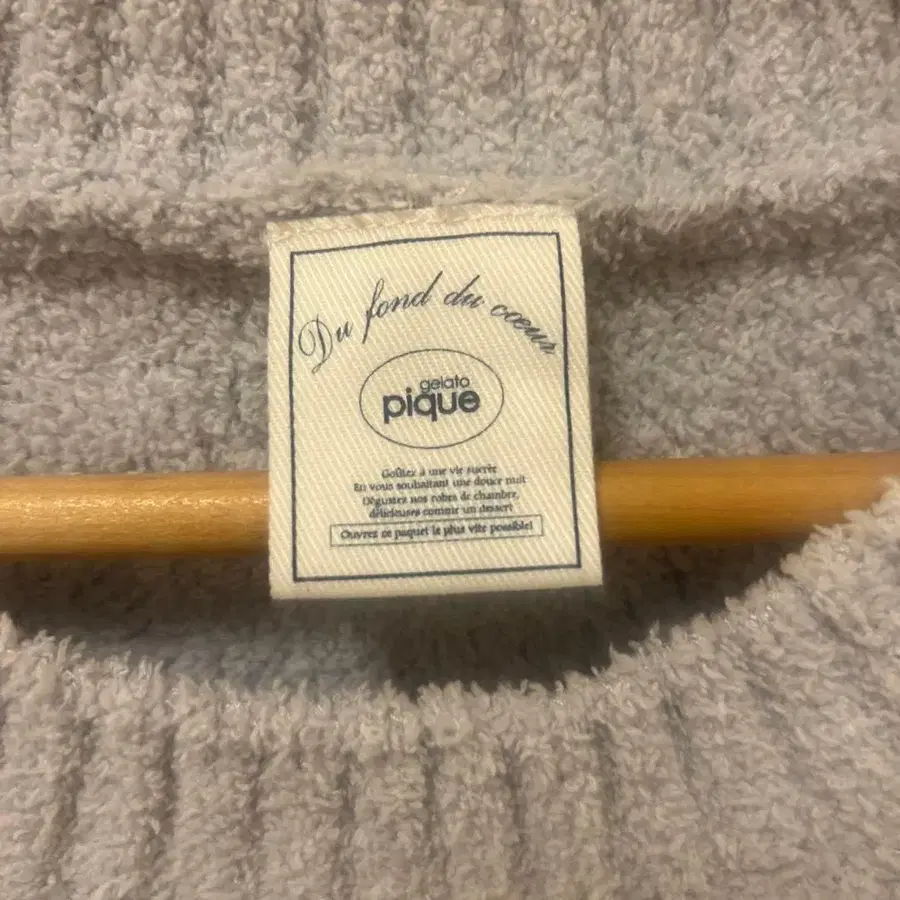 Du fond du cœur
gelato
pique
Goûtez à une vie sucrée
En vous souhaitant une douce nuit
Dégustez nos robes de chambre,
délicieuses comme un dessert
Ouvrez ce paquet le plus vite possible!